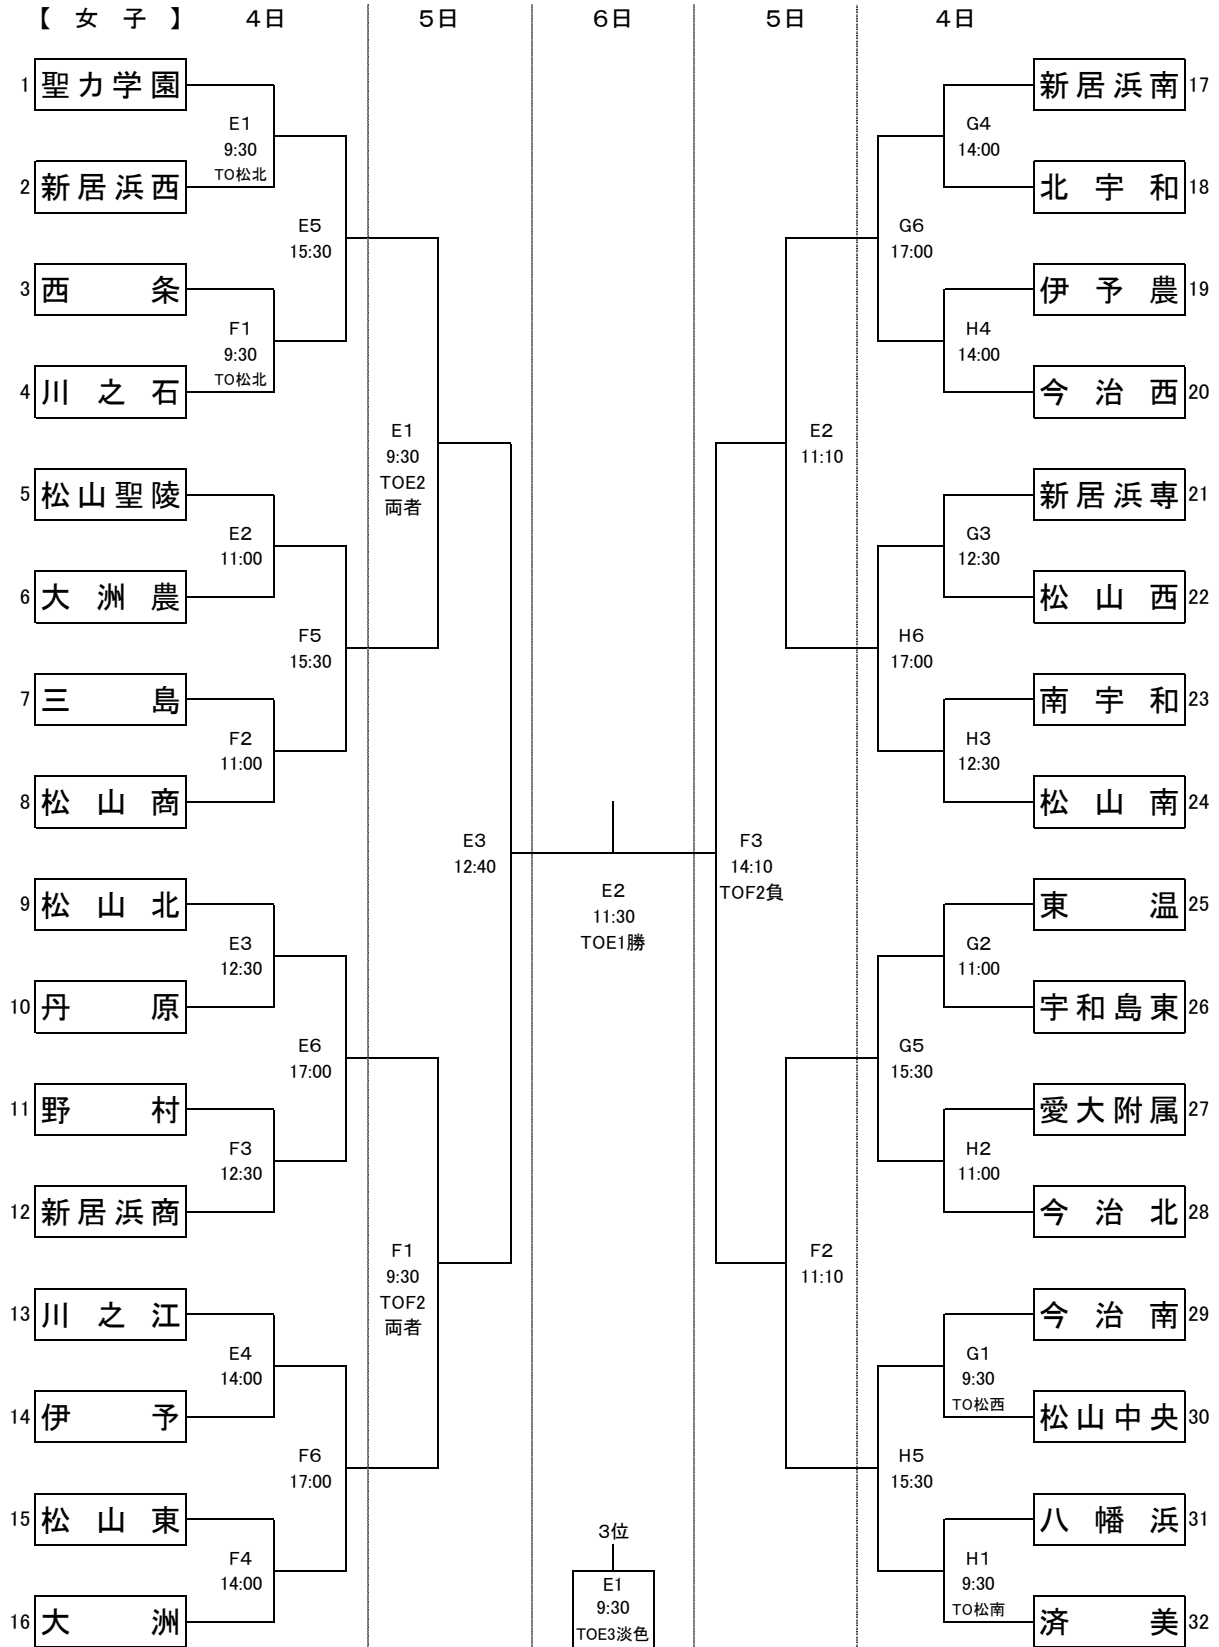 【 女 子 】 4日 5日 6日 5日 4日
1 聖カ学園
E1
9:30
TO松北
2 新居浜西
E5
15:30
3 西条
F1
9:30
TO松北
4 川之石
E1
9:30
TOE2
両者
5 松山聖陵
E2
11:00
6 大洲農
F5
15:30
7 三島
F2
11:00
8 松山商
E3
12:40
9 松山北
E3
12:30
10 丹原
E6
17:00
11 野村
F3
12:30
12 新居浜商
F1
9:30
TOF2
両者
13 川之江
E4
14:00
14 伊予
F6
17:00
15 松山東
F4
14:00
16 大洲
E2
11:30
TOE1勝
3位
E1
9:30
TOE3淡色
新居浜南 17
G4
14:00
北宇和 18
G6
17:00
伊予農 19
H4
14:00
今治西 20
E2
11:10
新居浜専 21
G3
12:30
松山西 22
H6
17:00
南宇和 23
H3
12:30
松山南 24
F3
14:10
TOF2負
東温 25
G2
11:00
宇和島東 26
G5
15:30
愛大附属 27
H2
11:00
今治北 28
F2
11:10
今治南 29
G1
9:30
TO松西
松山中央 30
H5
15:30
八幡浜 31
H1
9:30
TO松南
済美 32